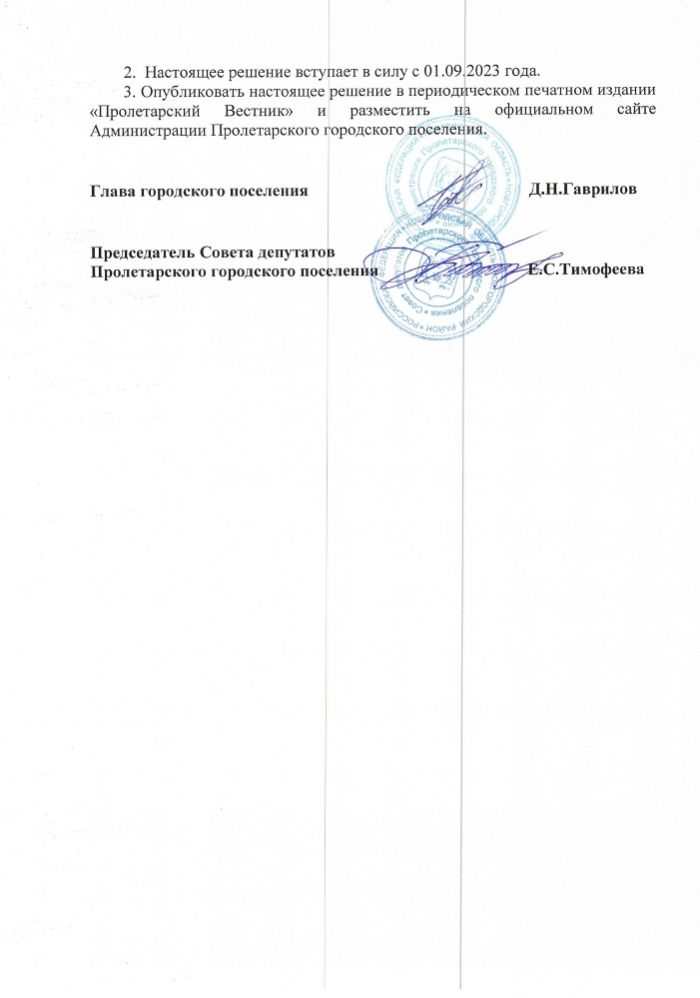 2. Настоящее решение вступает в силу с 01.09.2023 года.
3. Опубликовать настоящее решение в периодическом печатном издании
«Пролетарский Вестник» и разместить на официальном сайте
Администрации Пролетарского городского поселения.
Глава городского поселения Д.Н.Гаврилов
Председатель Совета депутатов
Пролетарского городского поселения Е.С.Тимофеева